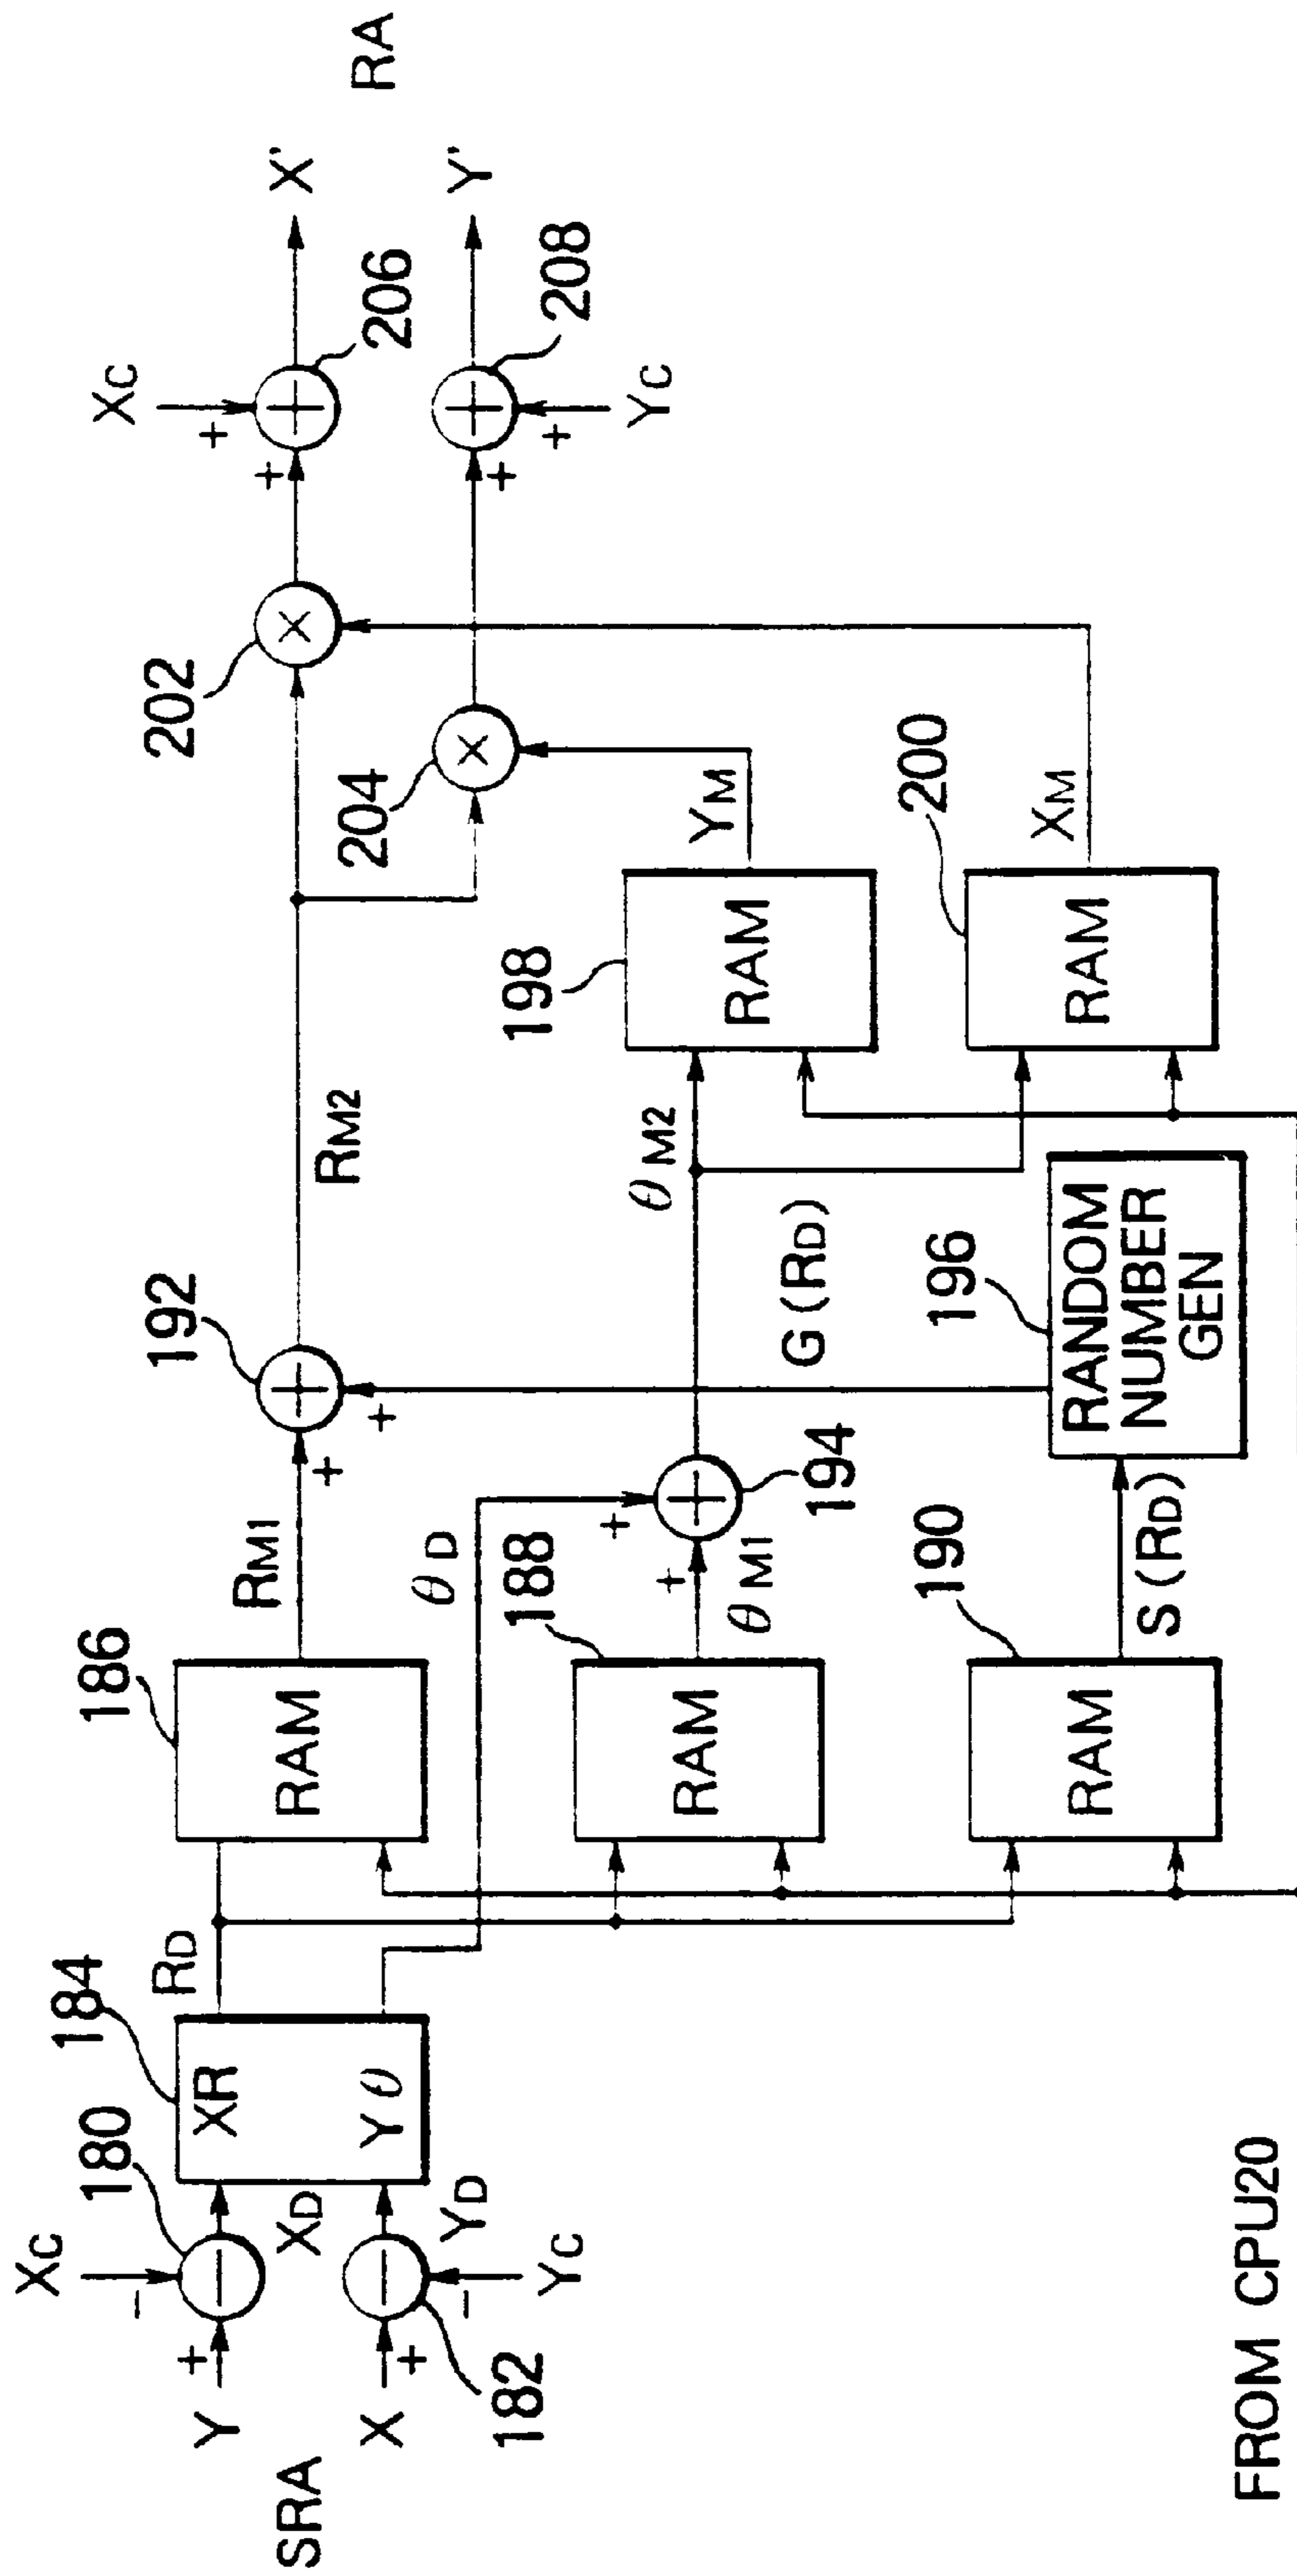 SRA
Y
X
+
+
XC
-
YC
-
180
182
XD
YD
184
XR
Yθ
RD
θD
186
RAM
188
RAM
190
RAM
RM1
θM1
S(RD)
+
+
192
+
+
194
196
RANDOM
NUMBER
GEN
G(RD)
RM2
θM2
198
RAM
200
RAM
YM
XM
202
×
204
×
XC
+
+
206
+
+
YC
208
X'
Y'
RA
FROM CPU20